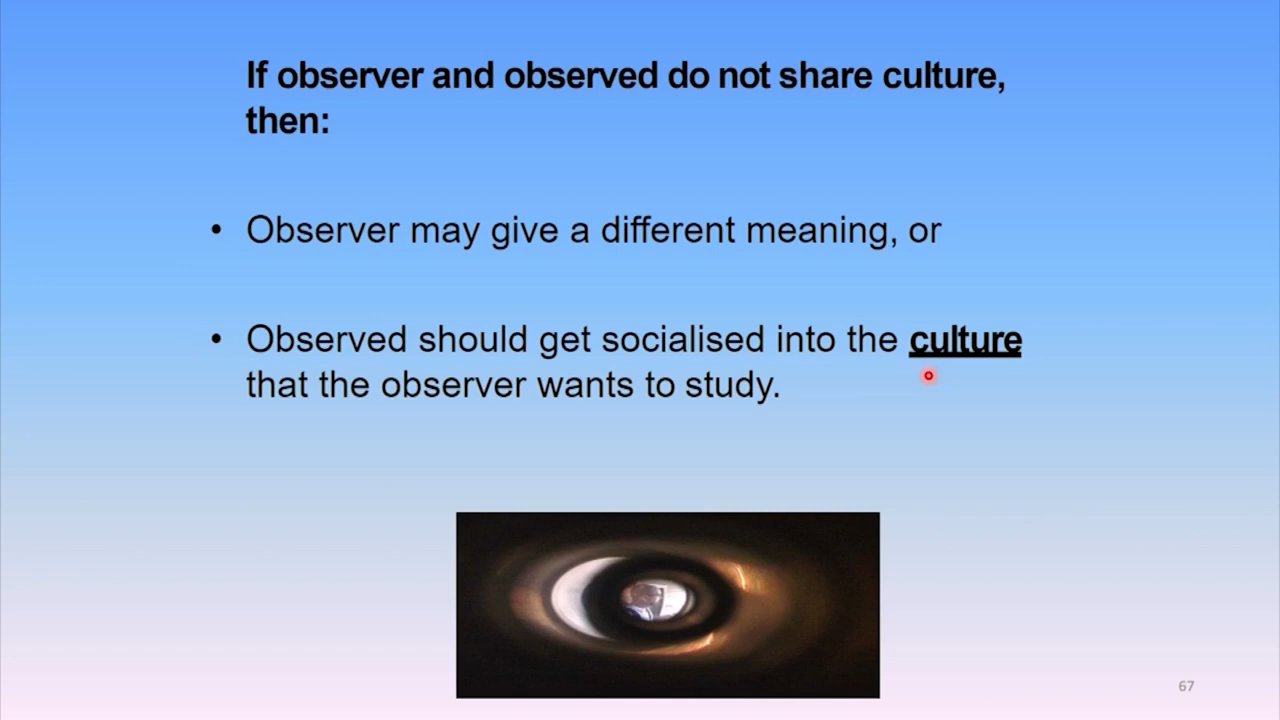 If observer and observed do not share culture,
then:
• Observer may give a different meaning, or
• Observed should get socialised into the culture
that the observer wants to study.
67